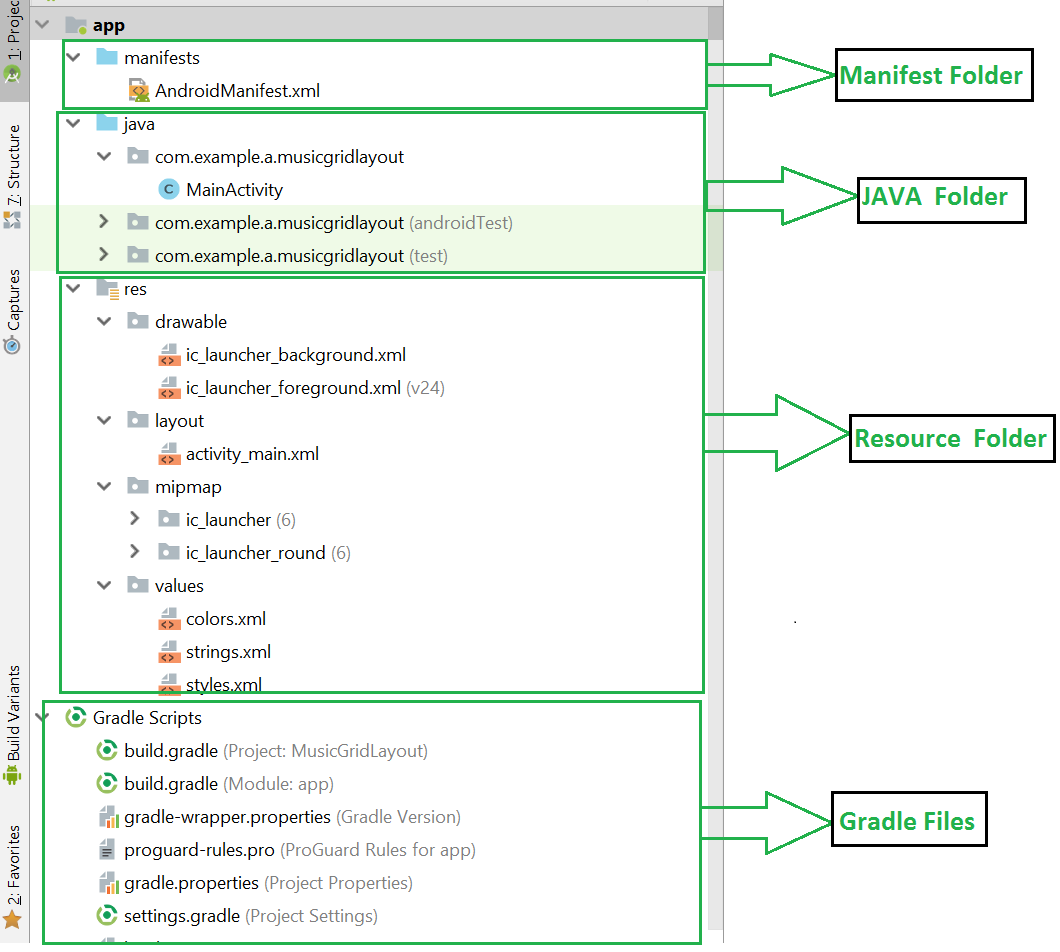 1: Projec
7: Structure
Captures
Build Variants
2: Favorites
app
manifests
AndroidManifest.xml
java
com.example.a.musicgridlayout
C MainActivity
com.example.a.musicgridlayout (androidTest)
com.example.a.musicgridlayout (test)
res
drawable
ic_launcher_background.xml
ic_launcher_foreground.xml (v24)
layout
activity_main.xml
mipmap
ic_launcher (6)
ic_launcher_round (6)
values
colors.xml
strings.xml
styles.xml
Gradle Scripts
build.gradle (Project: MusicGridLayout)
build.gradle (Module: app)
gradle-wrapper.properties (Gradle Version)
proguard-rules.pro (ProGuard Rules for app)
gradle.properties (Project Properties)
settings.gradle (Project Settings)
Manifest Folder
JAVA Folder
Resource Folder
Gradle Files